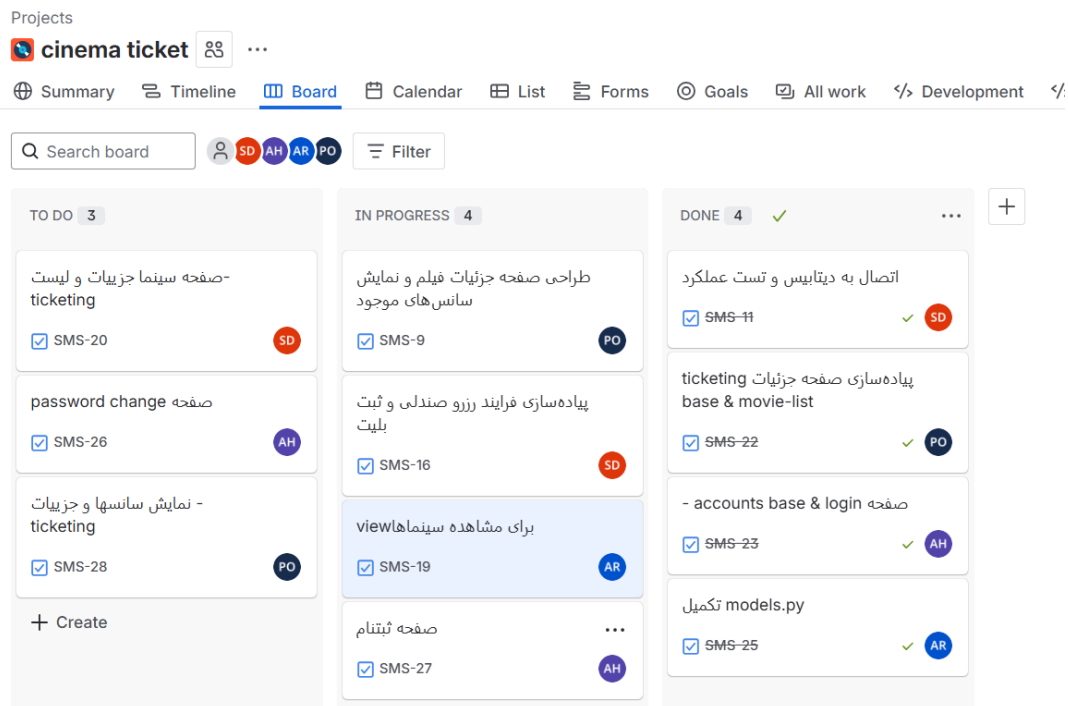 Projects
cinema ticket
Summary Timeline Board Calendar List Forms Goals All work Development
Search board SD AH AR PO Filter
TO DO 3
صفحه سینما جزییات و لیست-
ticketing
SMS-20 SD
password change صفحه
SMS-26 AH
نمایش سانسها و جزییات -
ticketing
SMS-28 PO
Create
IN PROGRESS 4
طراحی صفحه جزئیات فیلم و نمایش
سانس‌های موجود
SMS-9 PO
پیاده‌سازی فرایند رزرو صندلی و ثبت
بلیت
SMS-16 SD
viewبرای مشاهده سینماها
SMS-19 AR
صفحه ثبتنام
SMS-27 AH
DONE 4
اتصال به دیتابیس و تست عملکرد
SMS-11 SD
پیاده‌سازی صفحه جزئیات ticketing
base & movie-list
SMS-22 PO
- accounts base & login صفحه
SMS-23 AH
تکمیل models.py
SMS-25 AR